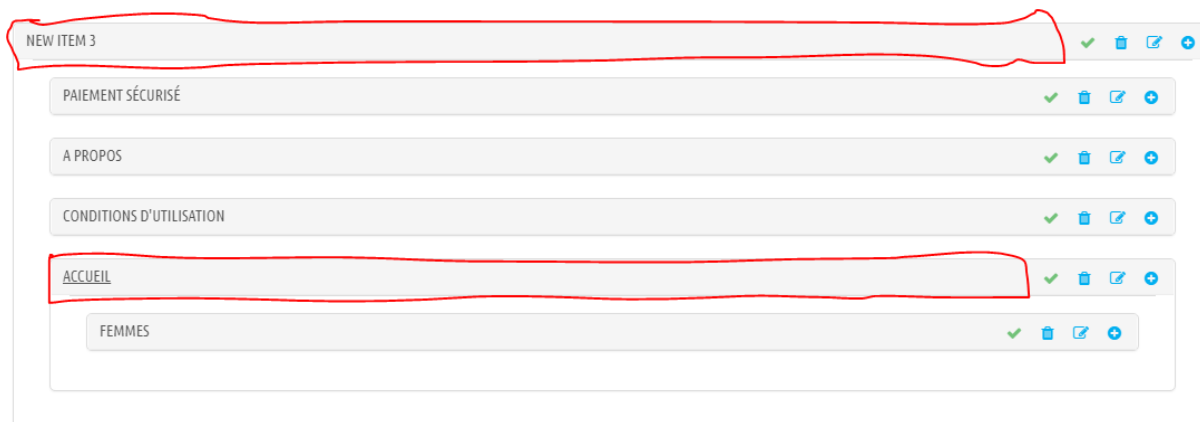 NEW ITEM 3
PAIEMENT SÉCURISÉ
A PROPOS
CONDITIONS D'UTILISATION
ACCUEIL
FEMMES